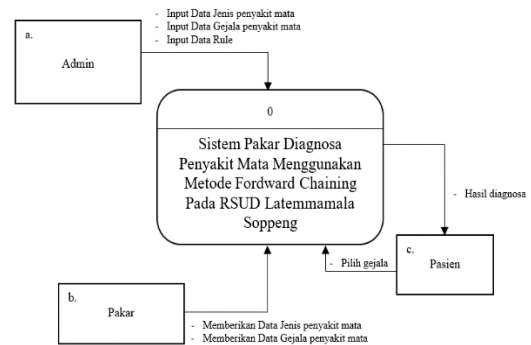 - Input Data Jenis penyakit mata
- Input Data Gejala penyakit mata
- Input Data Rule
a.
Admin
0
Sistem Pakar Diagnosa
Penyakit Mata Menggunakan
Metode Fordward Chaining
Pada RSUD Latemmamala
Soppeng
- Hasil diagnosa
c.
Pasien
- Pilih gejala
b.
Pakar
- Memberikan Data Jenis penyakit mata
- Memberikan Data Gejala penyakit mata